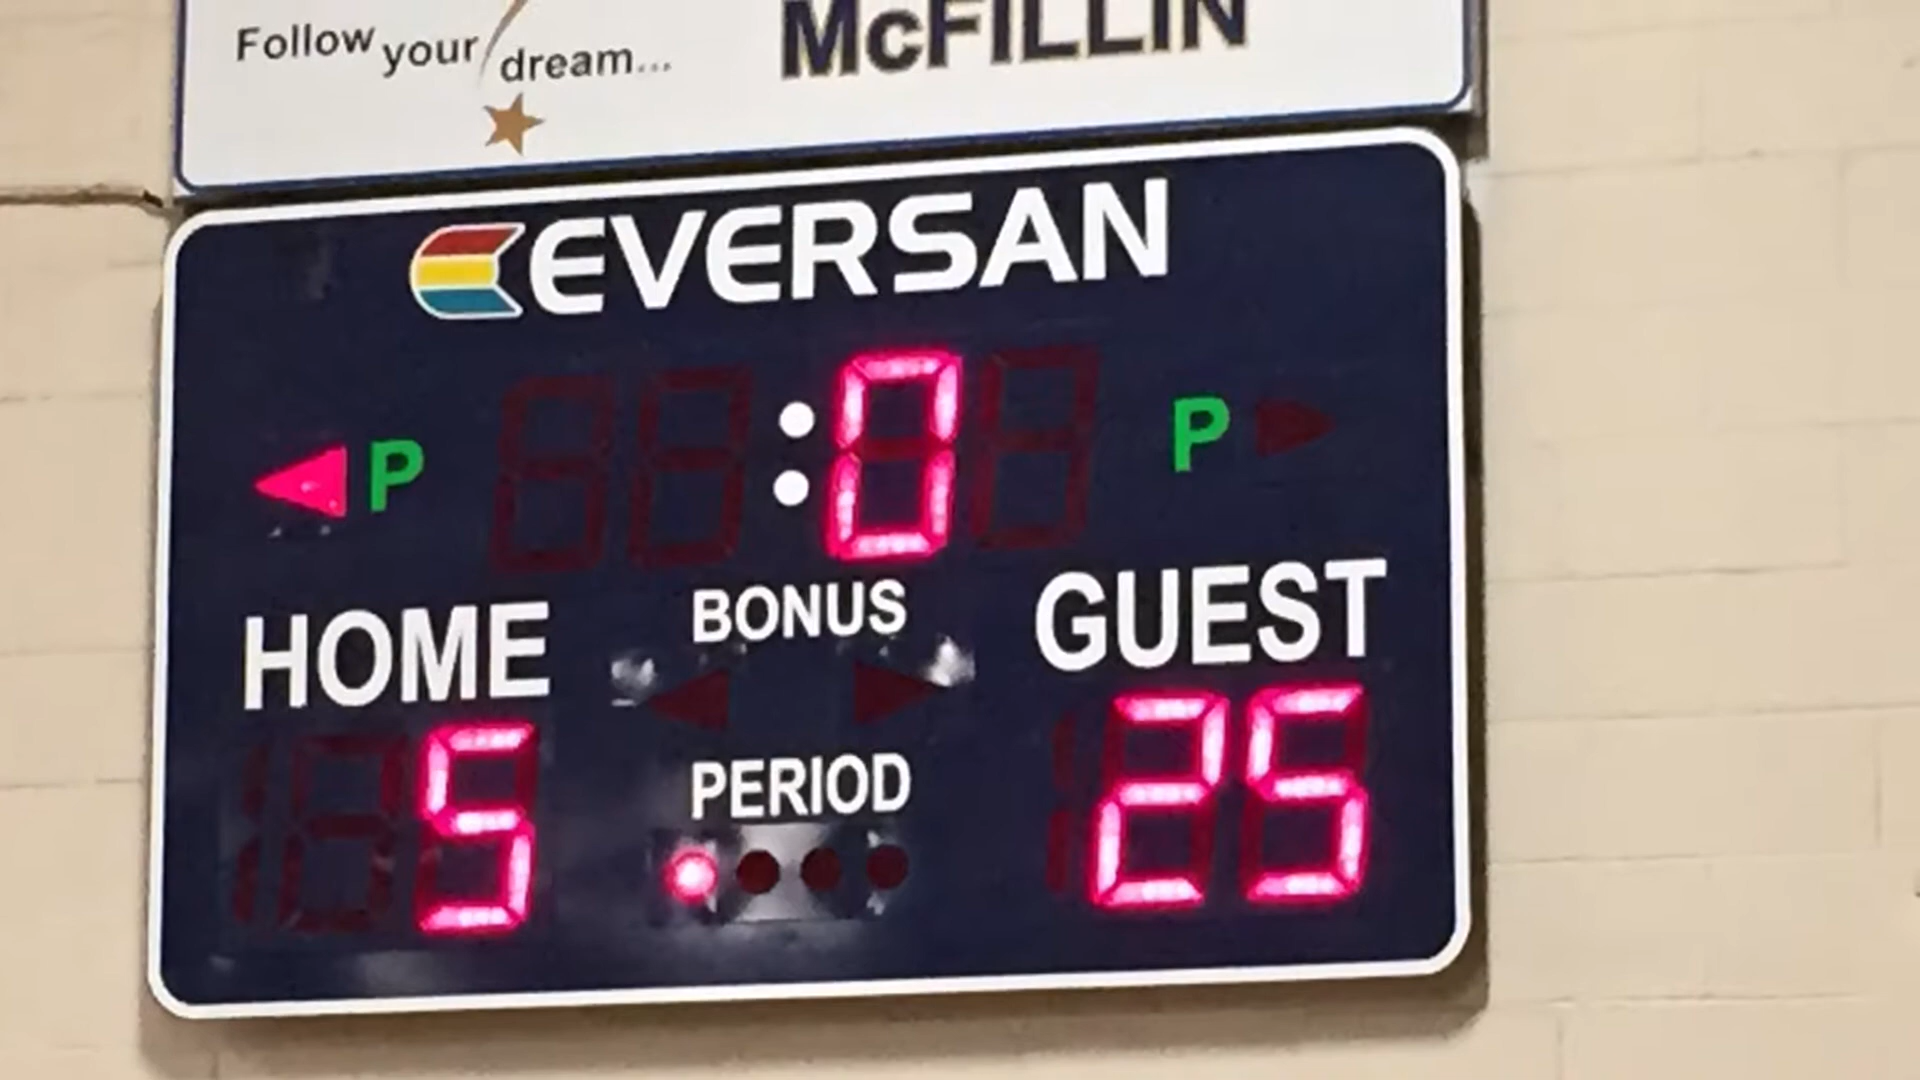 Follow your dream...
McFILLIN
EVERSAN
P :0 P
HOME BONUS GUEST
5 25
PERIOD